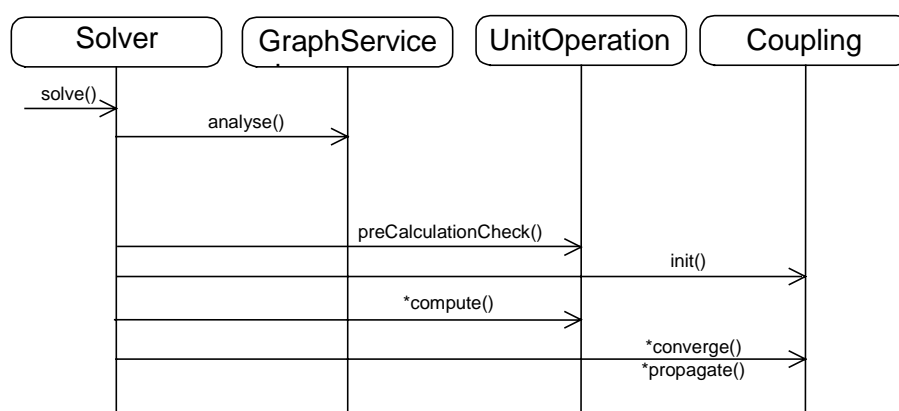 Solver
GraphService
UnitOperation
Coupling
solve()
analyse()
preCalculationCheck()
init()
*compute()
*converge()
*propagate()